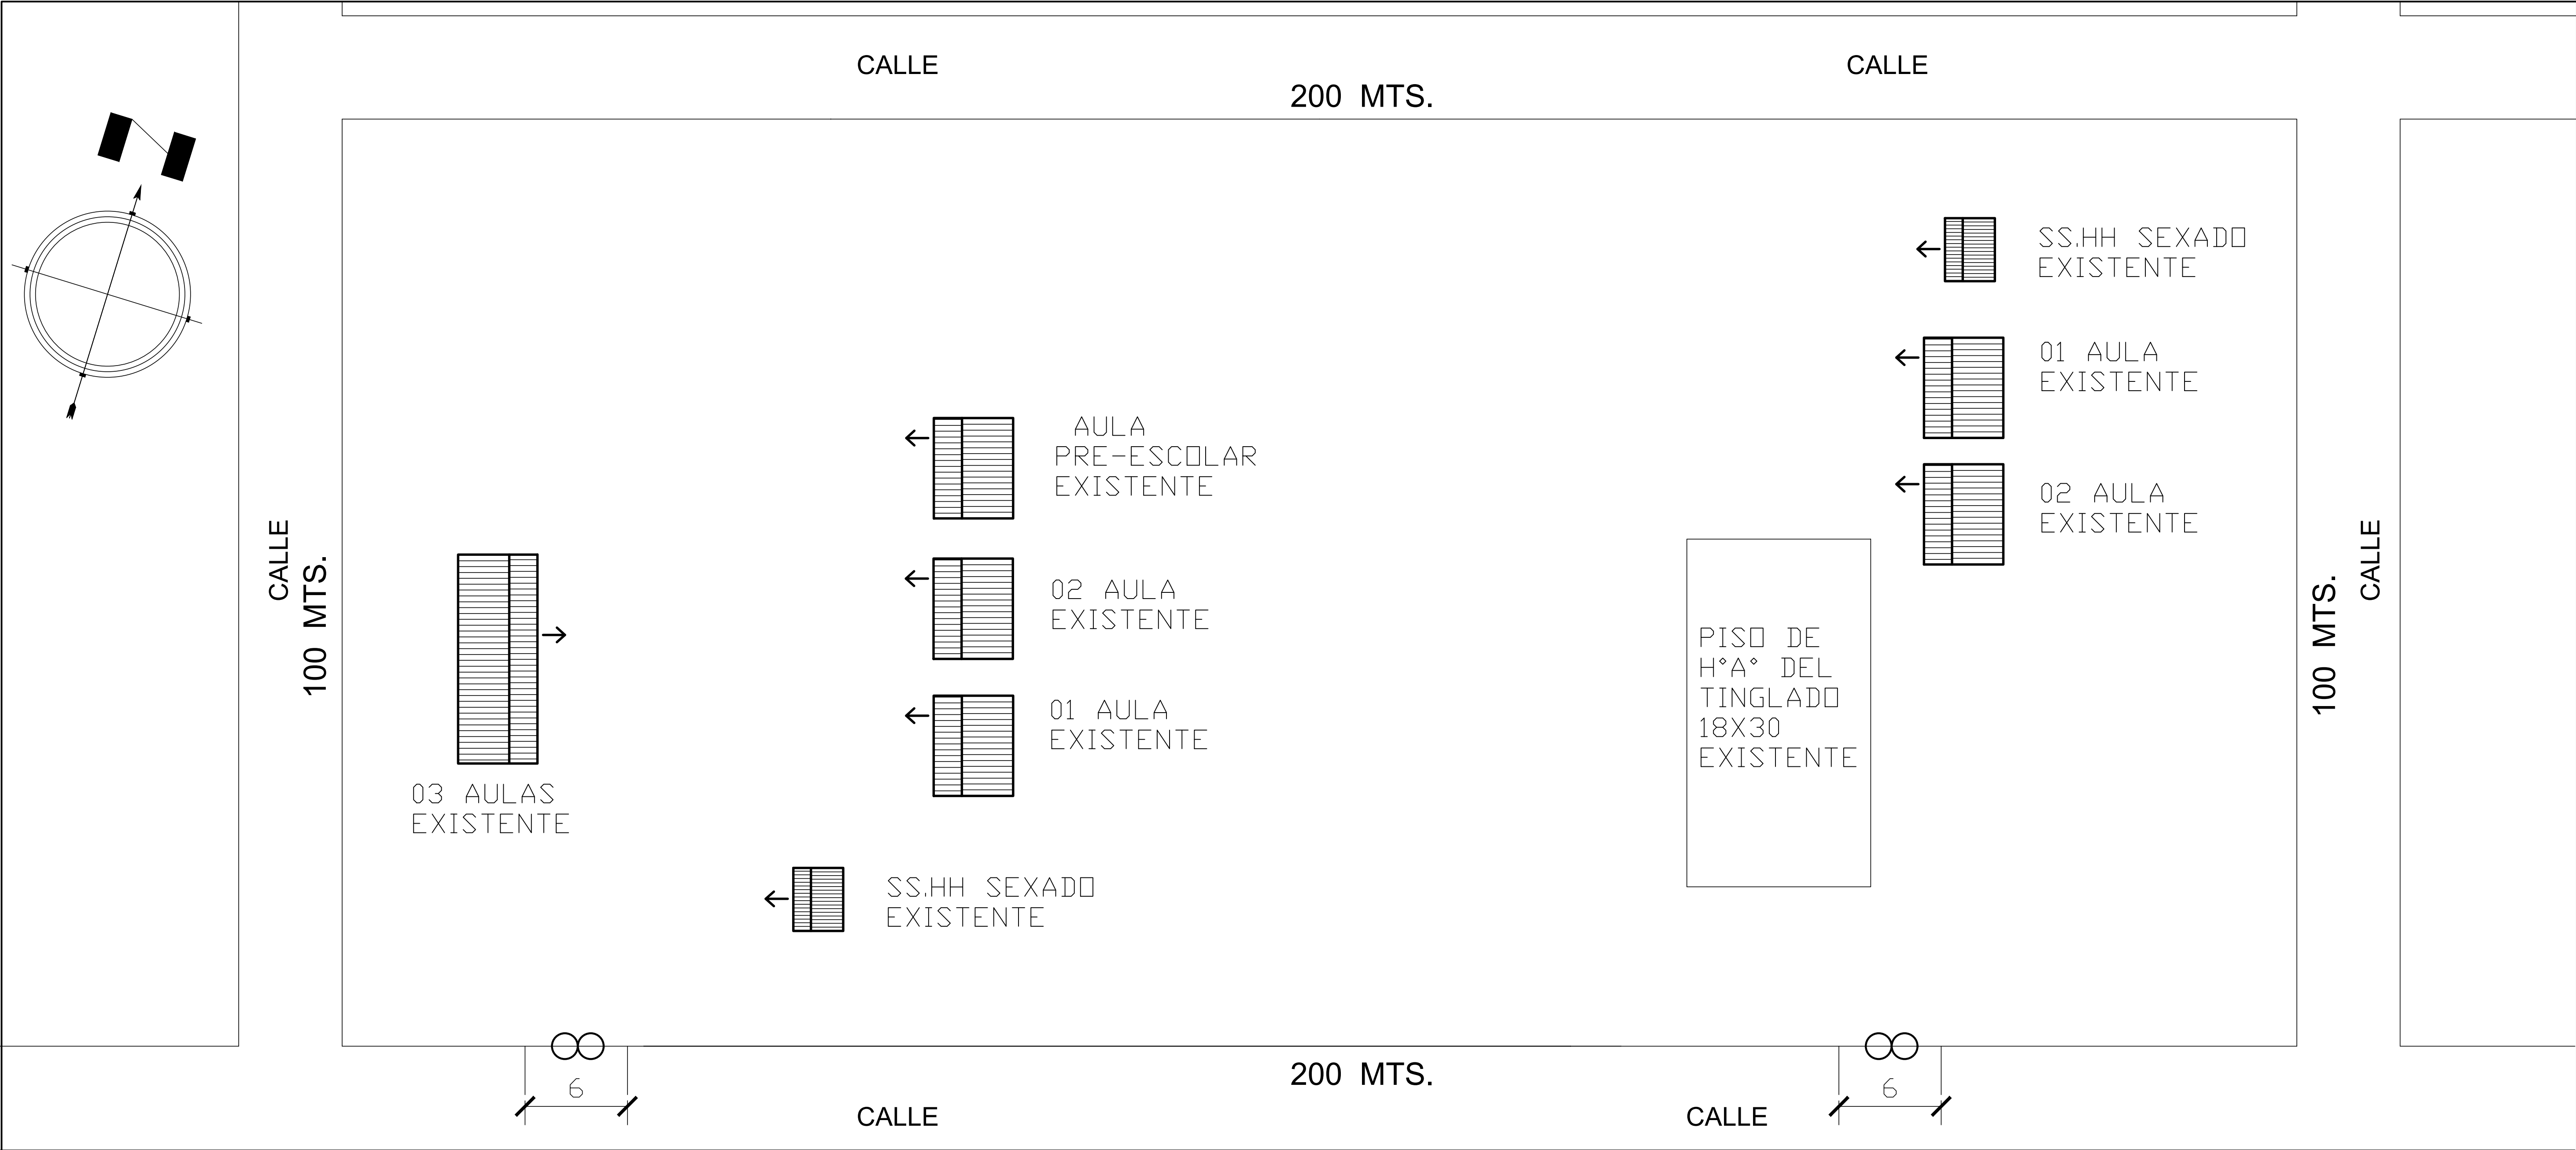 CALLE
CALLE
200 MTS.
SS.HH SEXADO
EXISTENTE
01 AULA
EXISTENTE
AULA
PRE-ESCOLAR
EXISTENTE
02 AULA
EXISTENTE
CALLE
100 MTS.
02 AULA
EXISTENTE
PISO DE
H°A° DEL
TINGLADO
18X30
EXISTENTE
100 MTS.
CALLE
01 AULA
EXISTENTE
03 AULAS
EXISTENTE
SS.HH SEXADO
EXISTENTE
200 MTS.
6
6
CALLE
CALLE